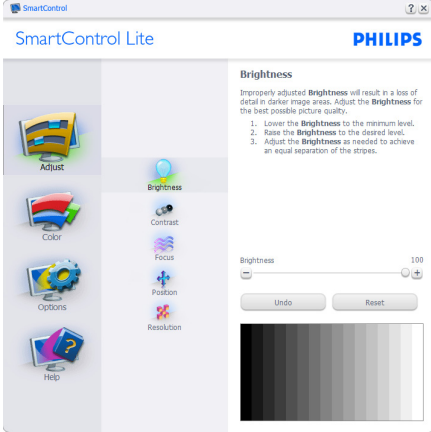 SmartControl
SmartControl Lite
PHILIPS
Adjust
Color
Options
Help
Brightness
Contrast
Focus
Position
Resolution
Brightness
Improperly adjusted Brightness will result in a loss of
detail in darker image areas. Adjust the Brightness for
the best possible picture quality.
1. Lower the Brightness to the minimum level.
2. Raise the Brightness to the desired level.
3. Adjust the Brightness as needed to achieve
an equal separation of the stripes.
Brightness 100
Undo Reset